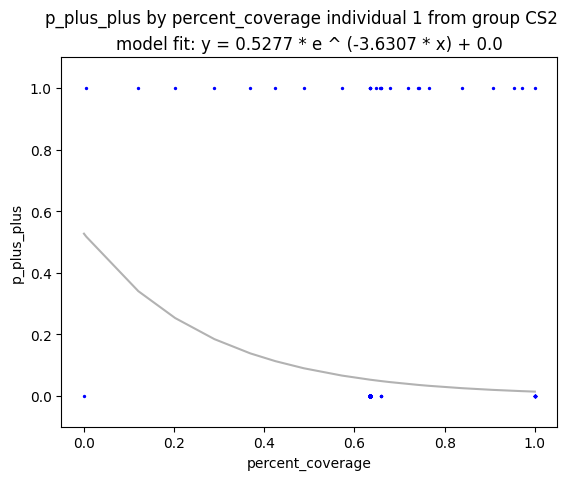 p_plus_plus by percent_coverage individual 1 from group CS2
model fit: y = 0.5277 * e ^ (-3.6307 * x) + 0.0
1.0
0.8
0.6
0.4
0.2
0.0
p_plus_plus
0.0 0.2 0.4 0.6 0.8 1.0
percent_coverage